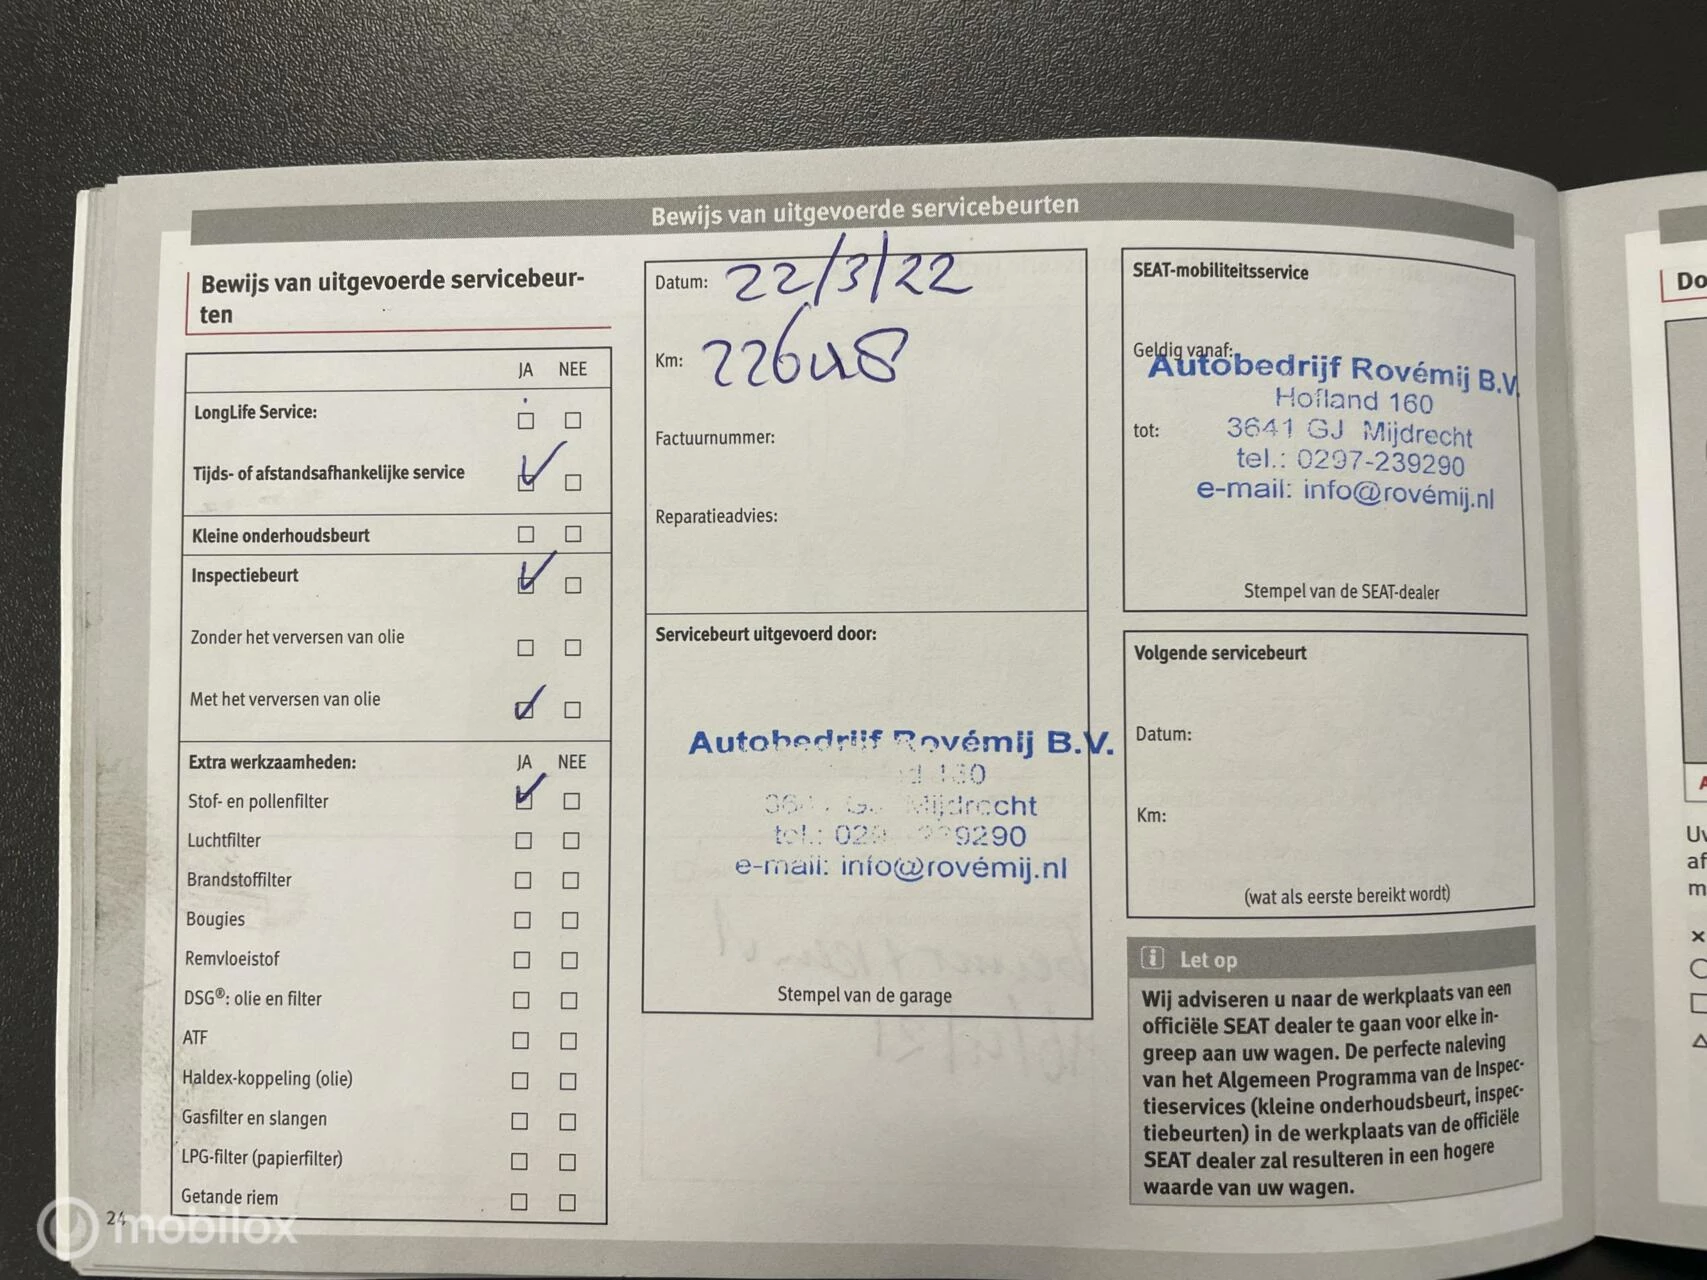 Bewijs van uitgevoerde servicebeurten
Bewijs van uitgevoerde servicebeur-
ten
JA NEE
LongLife Service:
Tijds- of afstandsafhankelijke service
Kleine onderhoudsbeurt
Inspectiebeurt
Zonder het verversen van olie
Met het verversen van olie
Extra werkzaamheden: JA NEE
Stof- en pollenfilter
Luchtfilter
Brandstoffilter
Bougies
Remvloeistof
DSG®: olie en filter
ATF
Haldex-koppeling (olie)
Gasfilter en slangen
LPG-filter (papierfilter)
Getande riem
24
Datum: 22/3/22
Km: 22648
Factuurnummer:
Reparatieadvies:
Servicebeurt uitgevoerd door:
Autobedrijf Rovémij B.V.
Mijdrecht
e-mail: info@rovémij.nl
Stempel van de garage
SEAT-mobiliteitsservice
Geldig vanaf:
Autobedrijf Rovémij B.V.
Hofland 160
tot:
3641 GJ Mijdrecht
tel.: 0297-239290
e-mail: info@rovémij.nl
Stempel van de SEAT-dealer
Volgende servicebeurt
Datum:
Km:
(wat als eerste bereikt wordt)
i Let op
Wij adviseren u naar de werkplaats van een
officiële SEAT dealer te gaan voor elke in-
greep aan uw wagen. De perfecte naleving
van het Algemeen Programma van de Inspec-
tieservices (kleine onderhoudsbeurt, inspec-
tiebeurten) in de werkplaats van de officiële
SEAT dealer zal resulteren in een hogere
waarde van uw wagen.
Do
Uv
af
m
mobilox